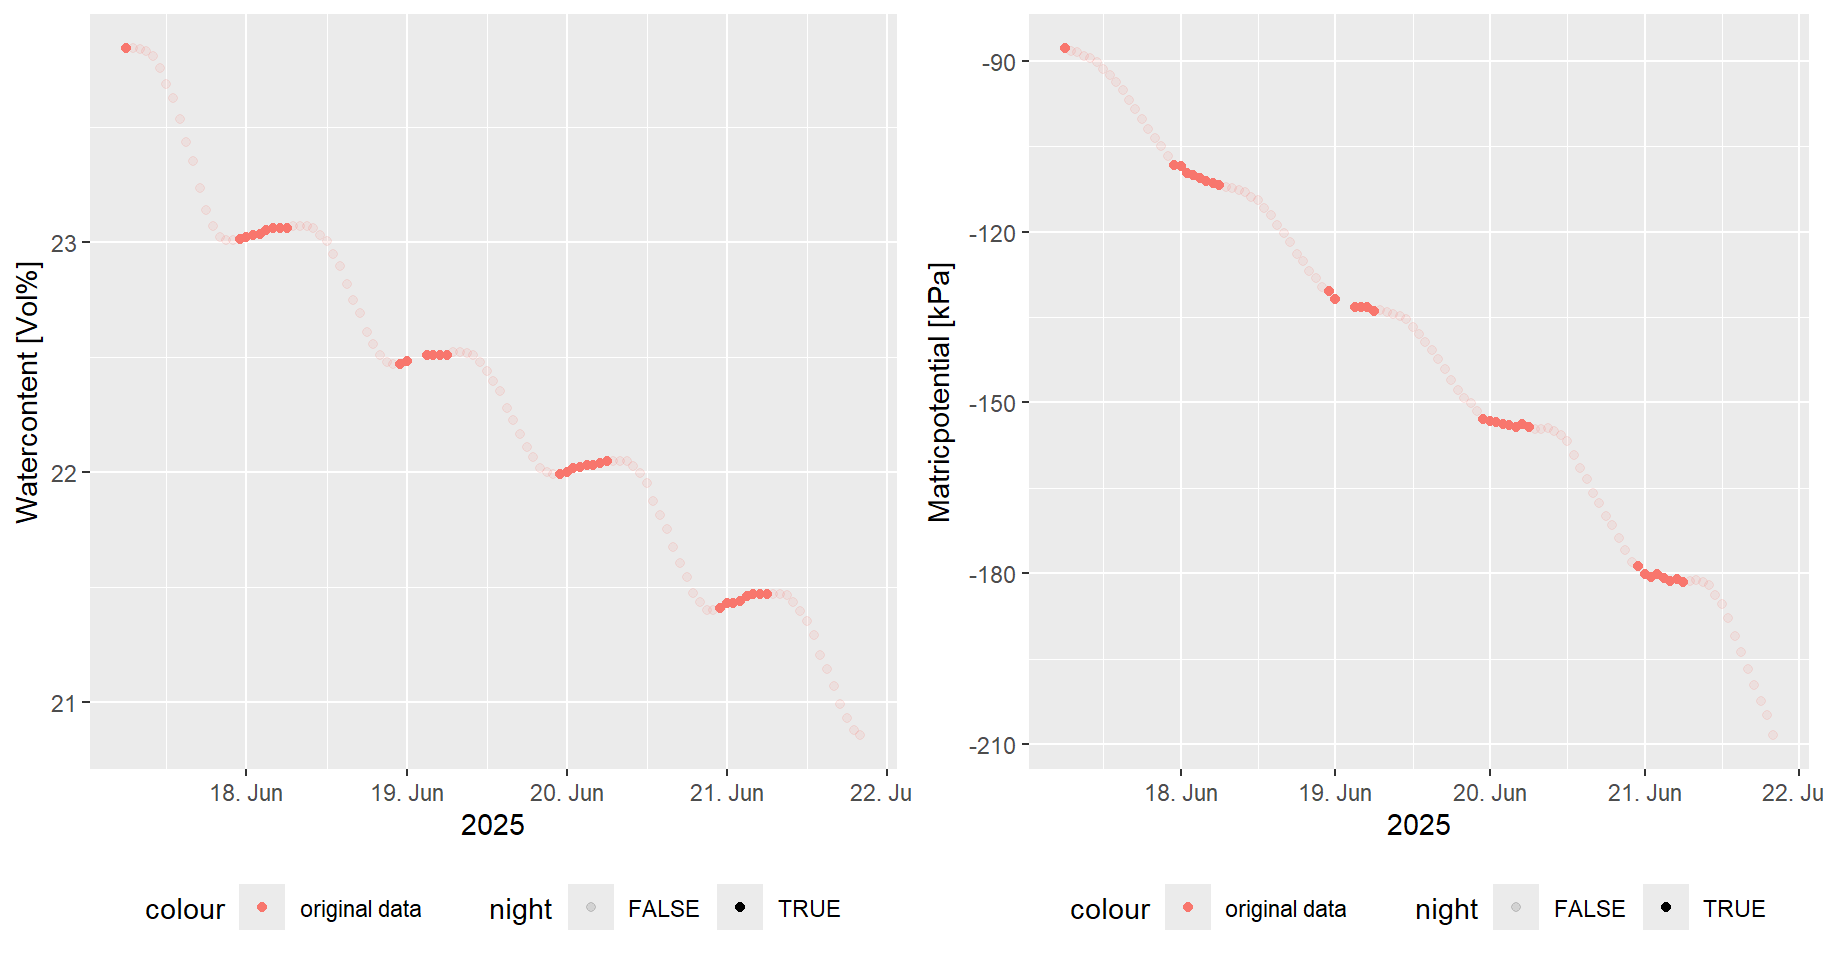 Watercontent [Vol%]
23
22
21
18. Jun
19. Jun
20. Jun
21. Jun
22. Ju
2025
colour
original data
night
FALSE
TRUE
Matricpotential [kPa]
-90
-120
-150
-180
-210
18. Jun
19. Jun
20. Jun
21. Jun
22. Ju
2025
colour
original data
night
FALSE
TRUE